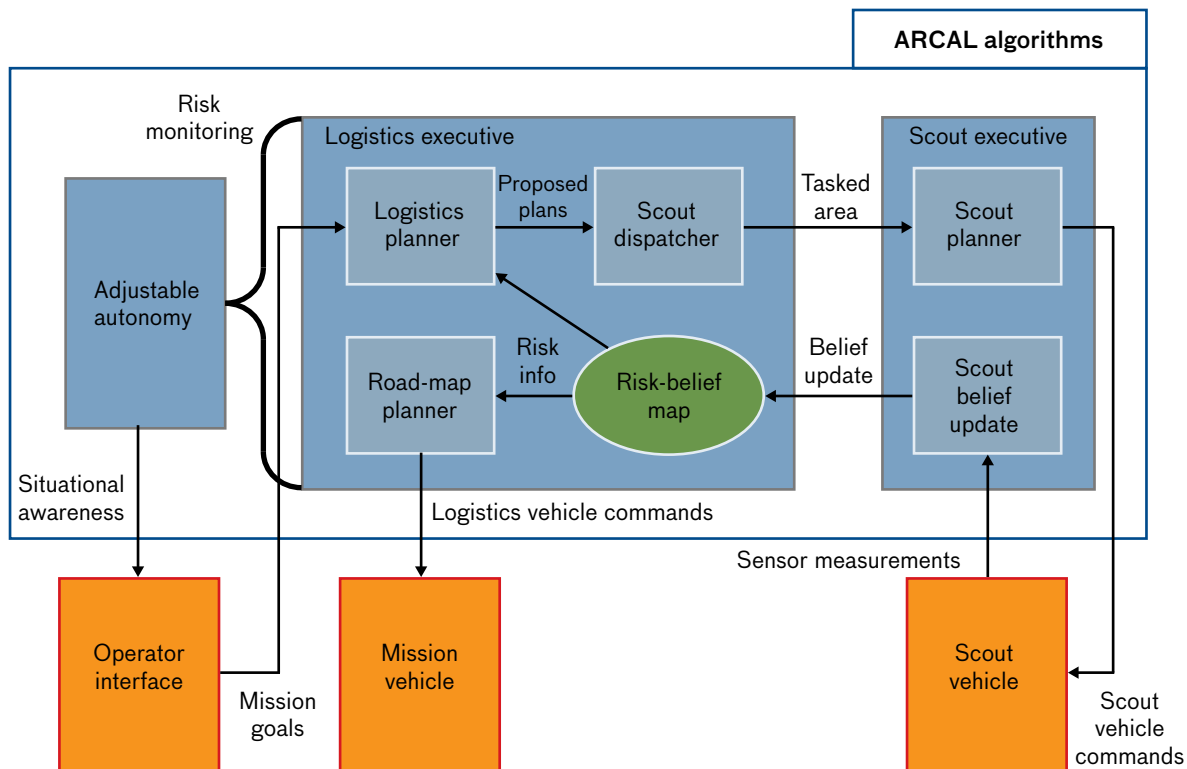 ARCAL algorithms
Risk
monitoring
Logistics executive
Scout executive
Logistics
planner
Proposed
plans
Scout
dispatcher
Tasked
area
Scout
planner
Adjustable
autonomy
Road-map
planner
Risk
info
Risk-belief
map
Belief
update
Scout
belief
update
Situational
awareness
Logistics vehicle commands
Sensor measurements
Operator
interface
Mission
goals
Mission
vehicle
Scout
vehicle
Scout
vehicle
commands